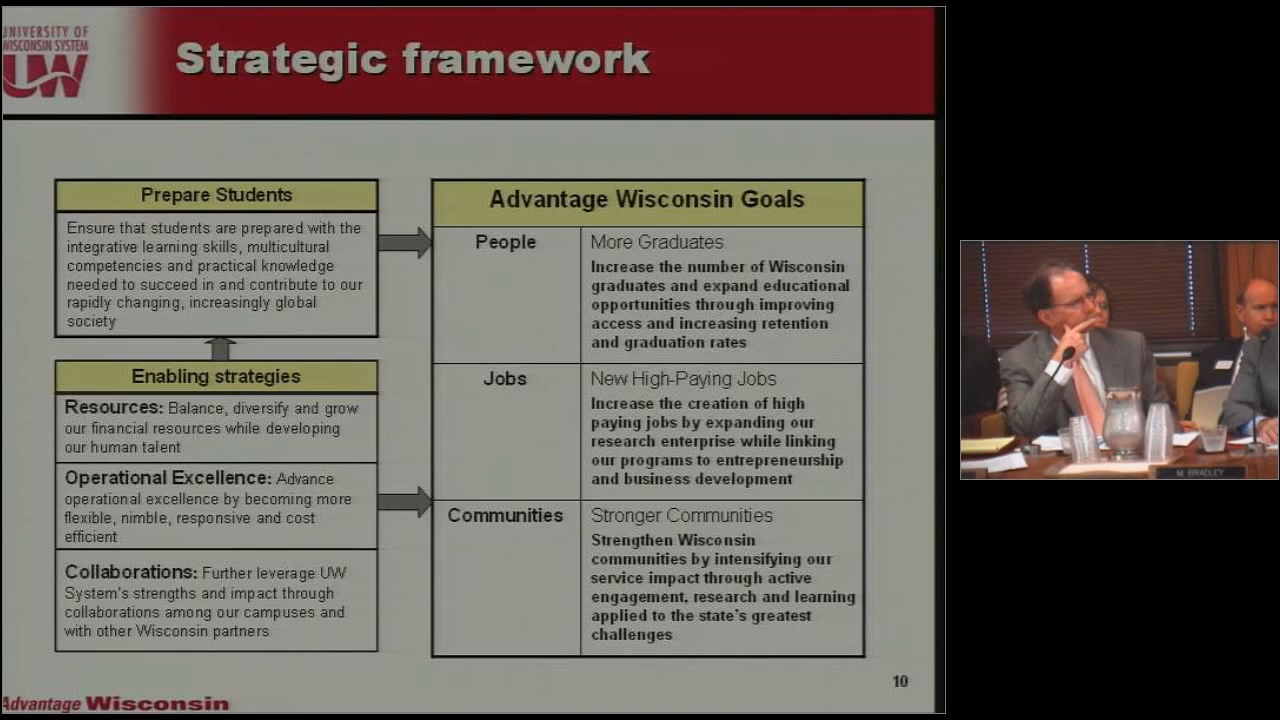 UNIVERSITY OF
WISCONSIN SYSTEM
UW
Strategic framework
Prepare Students
Ensure that students are prepared with the
integrative learning skills, multicultural
competencies and practical knowledge
needed to succeed in and contribute to our
rapidly changing, increasingly global
society
Enabling strategies
Resources: Balance, diversify and grow
our financial resources while developing
our human talent
Operational Excellence: Advance
operational excellence by becoming more
flexible, nimble, responsive and cost
efficient
Collaborations: Further leverage UW
System's strengths and impact through
collaborations among our campuses and
with other Wisconsin partners
Advantage Wisconsin Goals
People
More Graduates
Increase the number of Wisconsin
graduates and expand educational
opportunities through improving
access and increasing retention
and graduation rates
Jobs
New High-Paying Jobs
Increase the creation of high
paying jobs by expanding our
research enterprise while linking
our programs to entrepreneurship
and business development
Communities
Stronger Communities
Strengthen Wisconsin
communities by intensifying our
service impact through active
engagement, research and learning
applied to the state's greatest
challenges
10
Advantage Wisconsin
M. BRADLEY